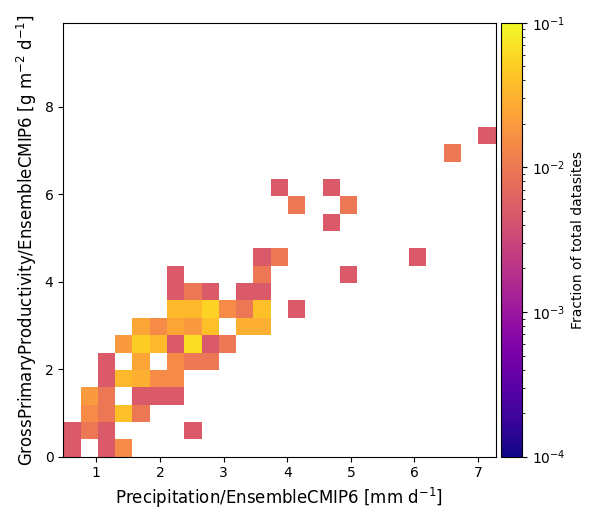 GrossPrimaryProductivity/EnsembleCMIP6 [g m⁻² d⁻¹]
8
6
4
2
0
1 2 3 4 5 6 7
Precipitation/EnsembleCMIP6 [mm d⁻¹]
10⁻¹
10⁻²
10⁻³
10⁻⁴
Fraction of total datasites